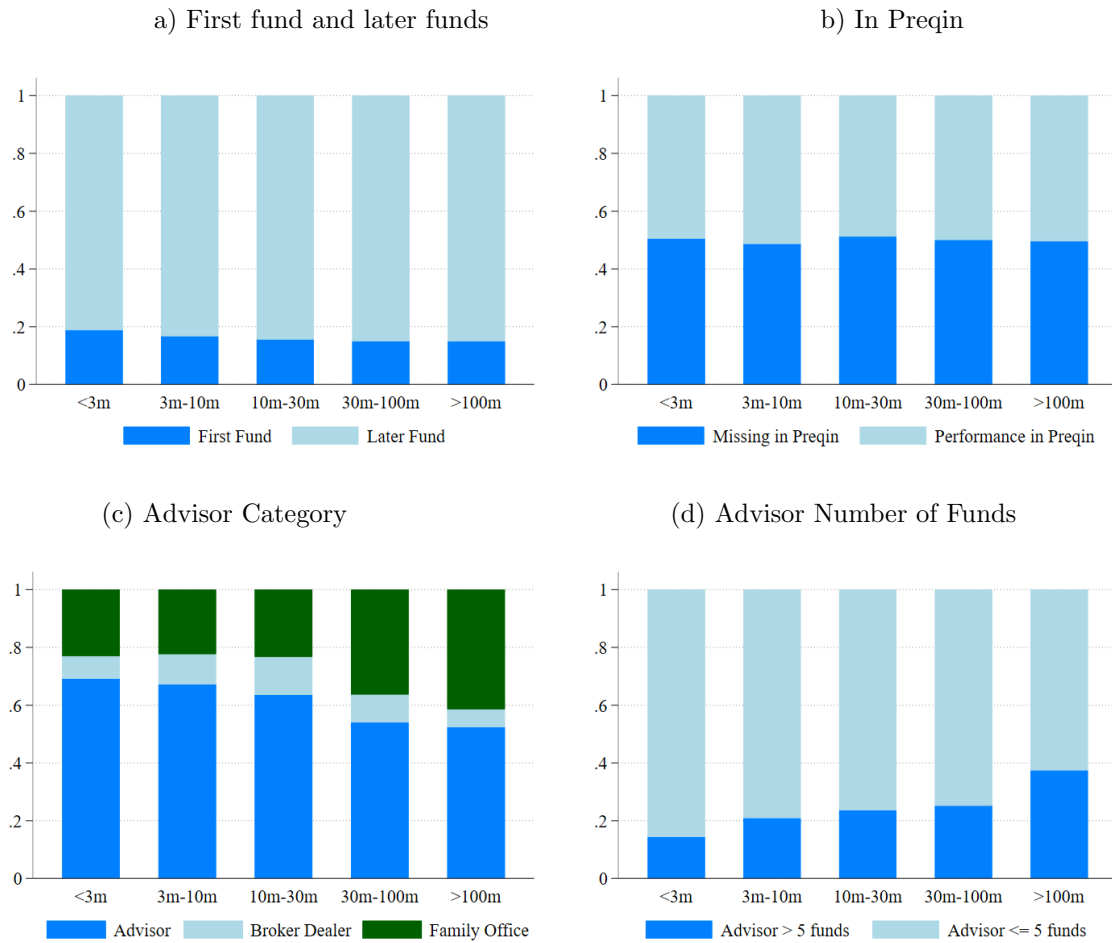 a) First fund and later funds
1
.8
.6
.4
.2
0
<3m 3m-10m 10m-30m 30m-100m >100m
First Fund Later Fund
b) In Preqin
1
.8
.6
.4
.2
0
<3m 3m-10m 10m-30m 30m-100m >100m
Missing in Preqin Performance in Preqin
(c) Advisor Category
1
.8
.6
.4
.2
0
<3m 3m-10m 10m-30m 30m-100m >100m
Advisor Broker Dealer Family Office
(d) Advisor Number of Funds
1
.8
.6
.4
.2
0
<3m 3m-10m 10m-30m 30m-100m >100m
Advisor > 5 funds Advisor <= 5 funds